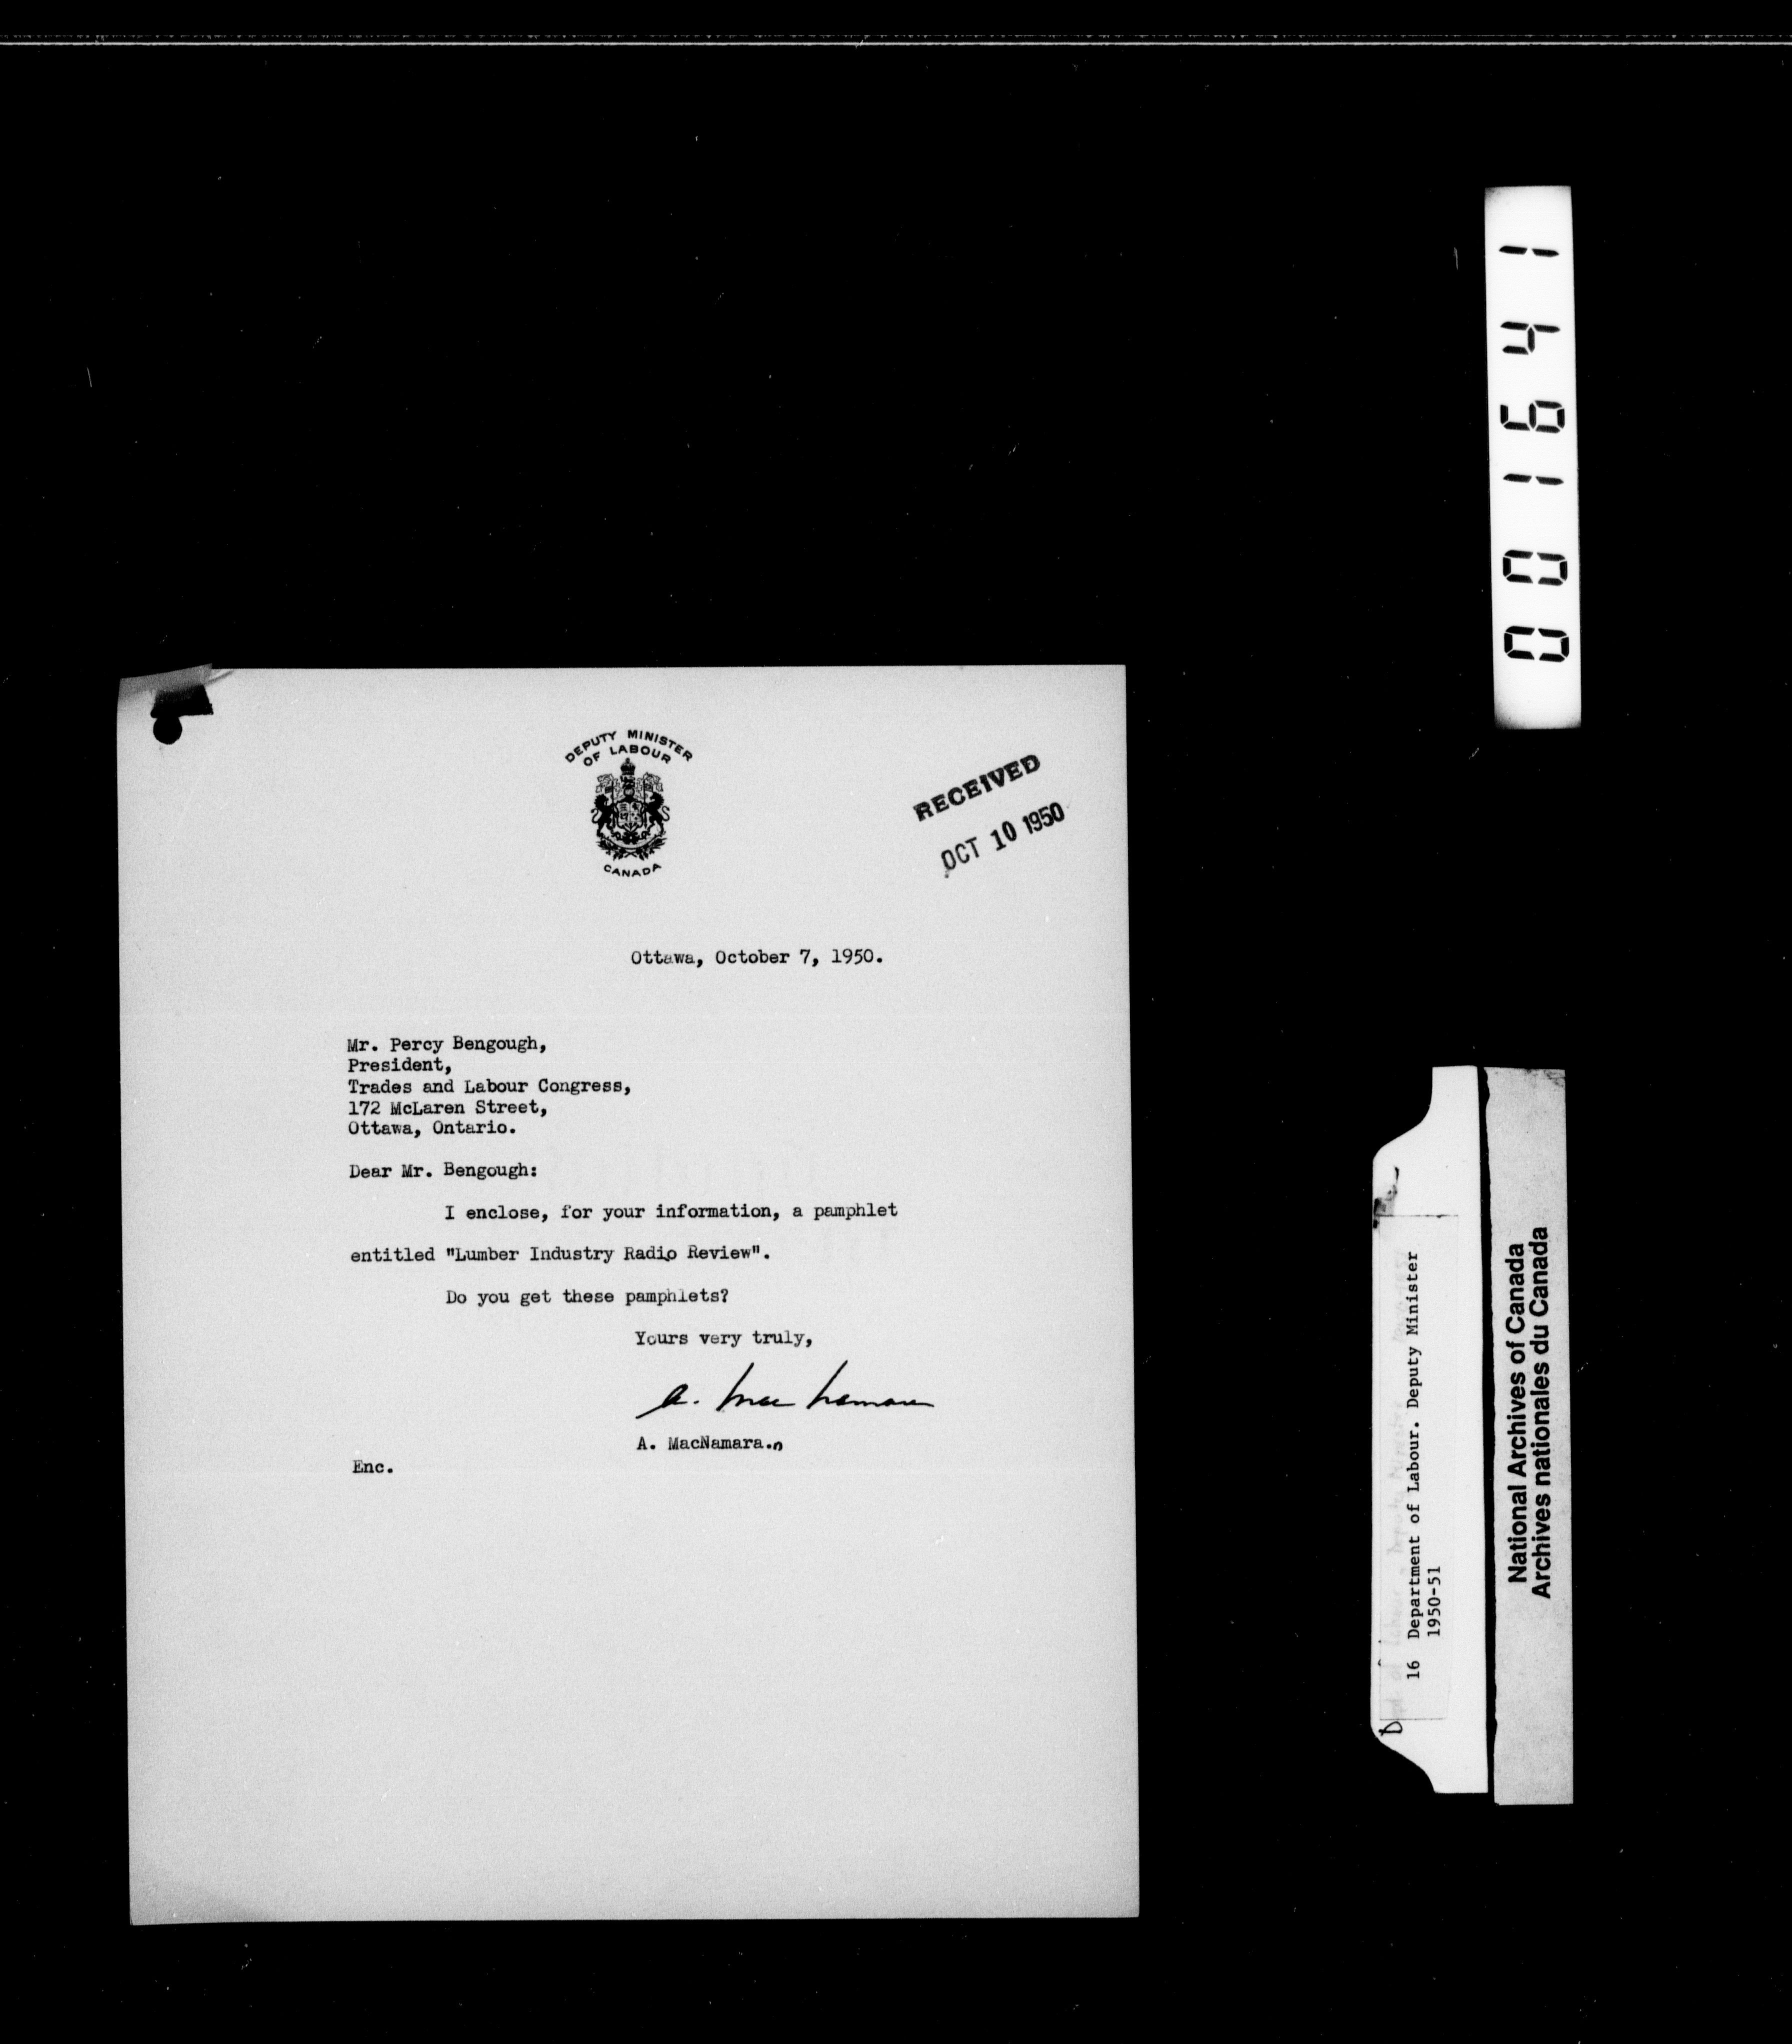 DEPUTY MINISTER
OF LABOUR
CANADA
RECEIVED
OCT 10 1950
Ottawa, October 7, 1950.
Mr. Percy Bengough,
President,
Trades and Labour Congress,
172 McLaren Street,
Ottawa, Ontario.
Dear Mr. Bengough:
I enclose, for your information, a pamphlet
entitled "Lumber Industry Radio Review".
Do you get these pamphlets?
Yours very truly,
A. MacNamara
A. MacNamara.
Enc.
001641
16 Department of Labour. Deputy Minister
1950-51
National Archives of Canada
Archives nationales du Canada